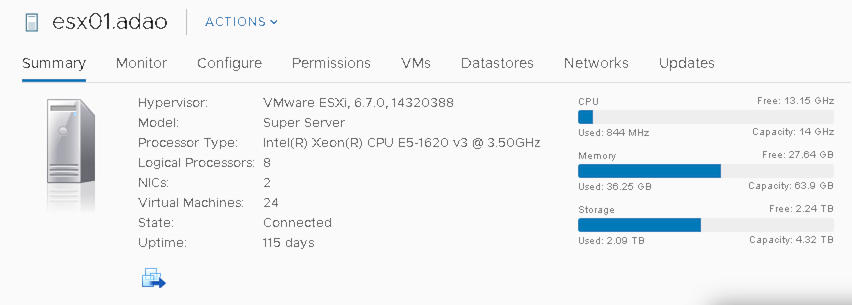 esx01.adao ACTIONS
Summary Monitor Configure Permissions VMs Datastores Networks Updates
Hypervisor: VMware ESXi, 6.7.0, 14320388
Model: Super Server
Processor Type: Intel(R) Xeon(R) CPU E5-1620 v3 @ 3.50GHz
Logical Processors: 8
NICs: 2
Virtual Machines: 24
State: Connected
Uptime: 115 days
CPU Free: 13.15 GHz
Used: 844 MHz Capacity: 14 GHz
Memory Free: 27.64 GB
Used: 36.25 GB Capacity: 63.9 GB
Storage Free: 2.24 TB
Used: 2.09 TB Capacity: 4.32 TB